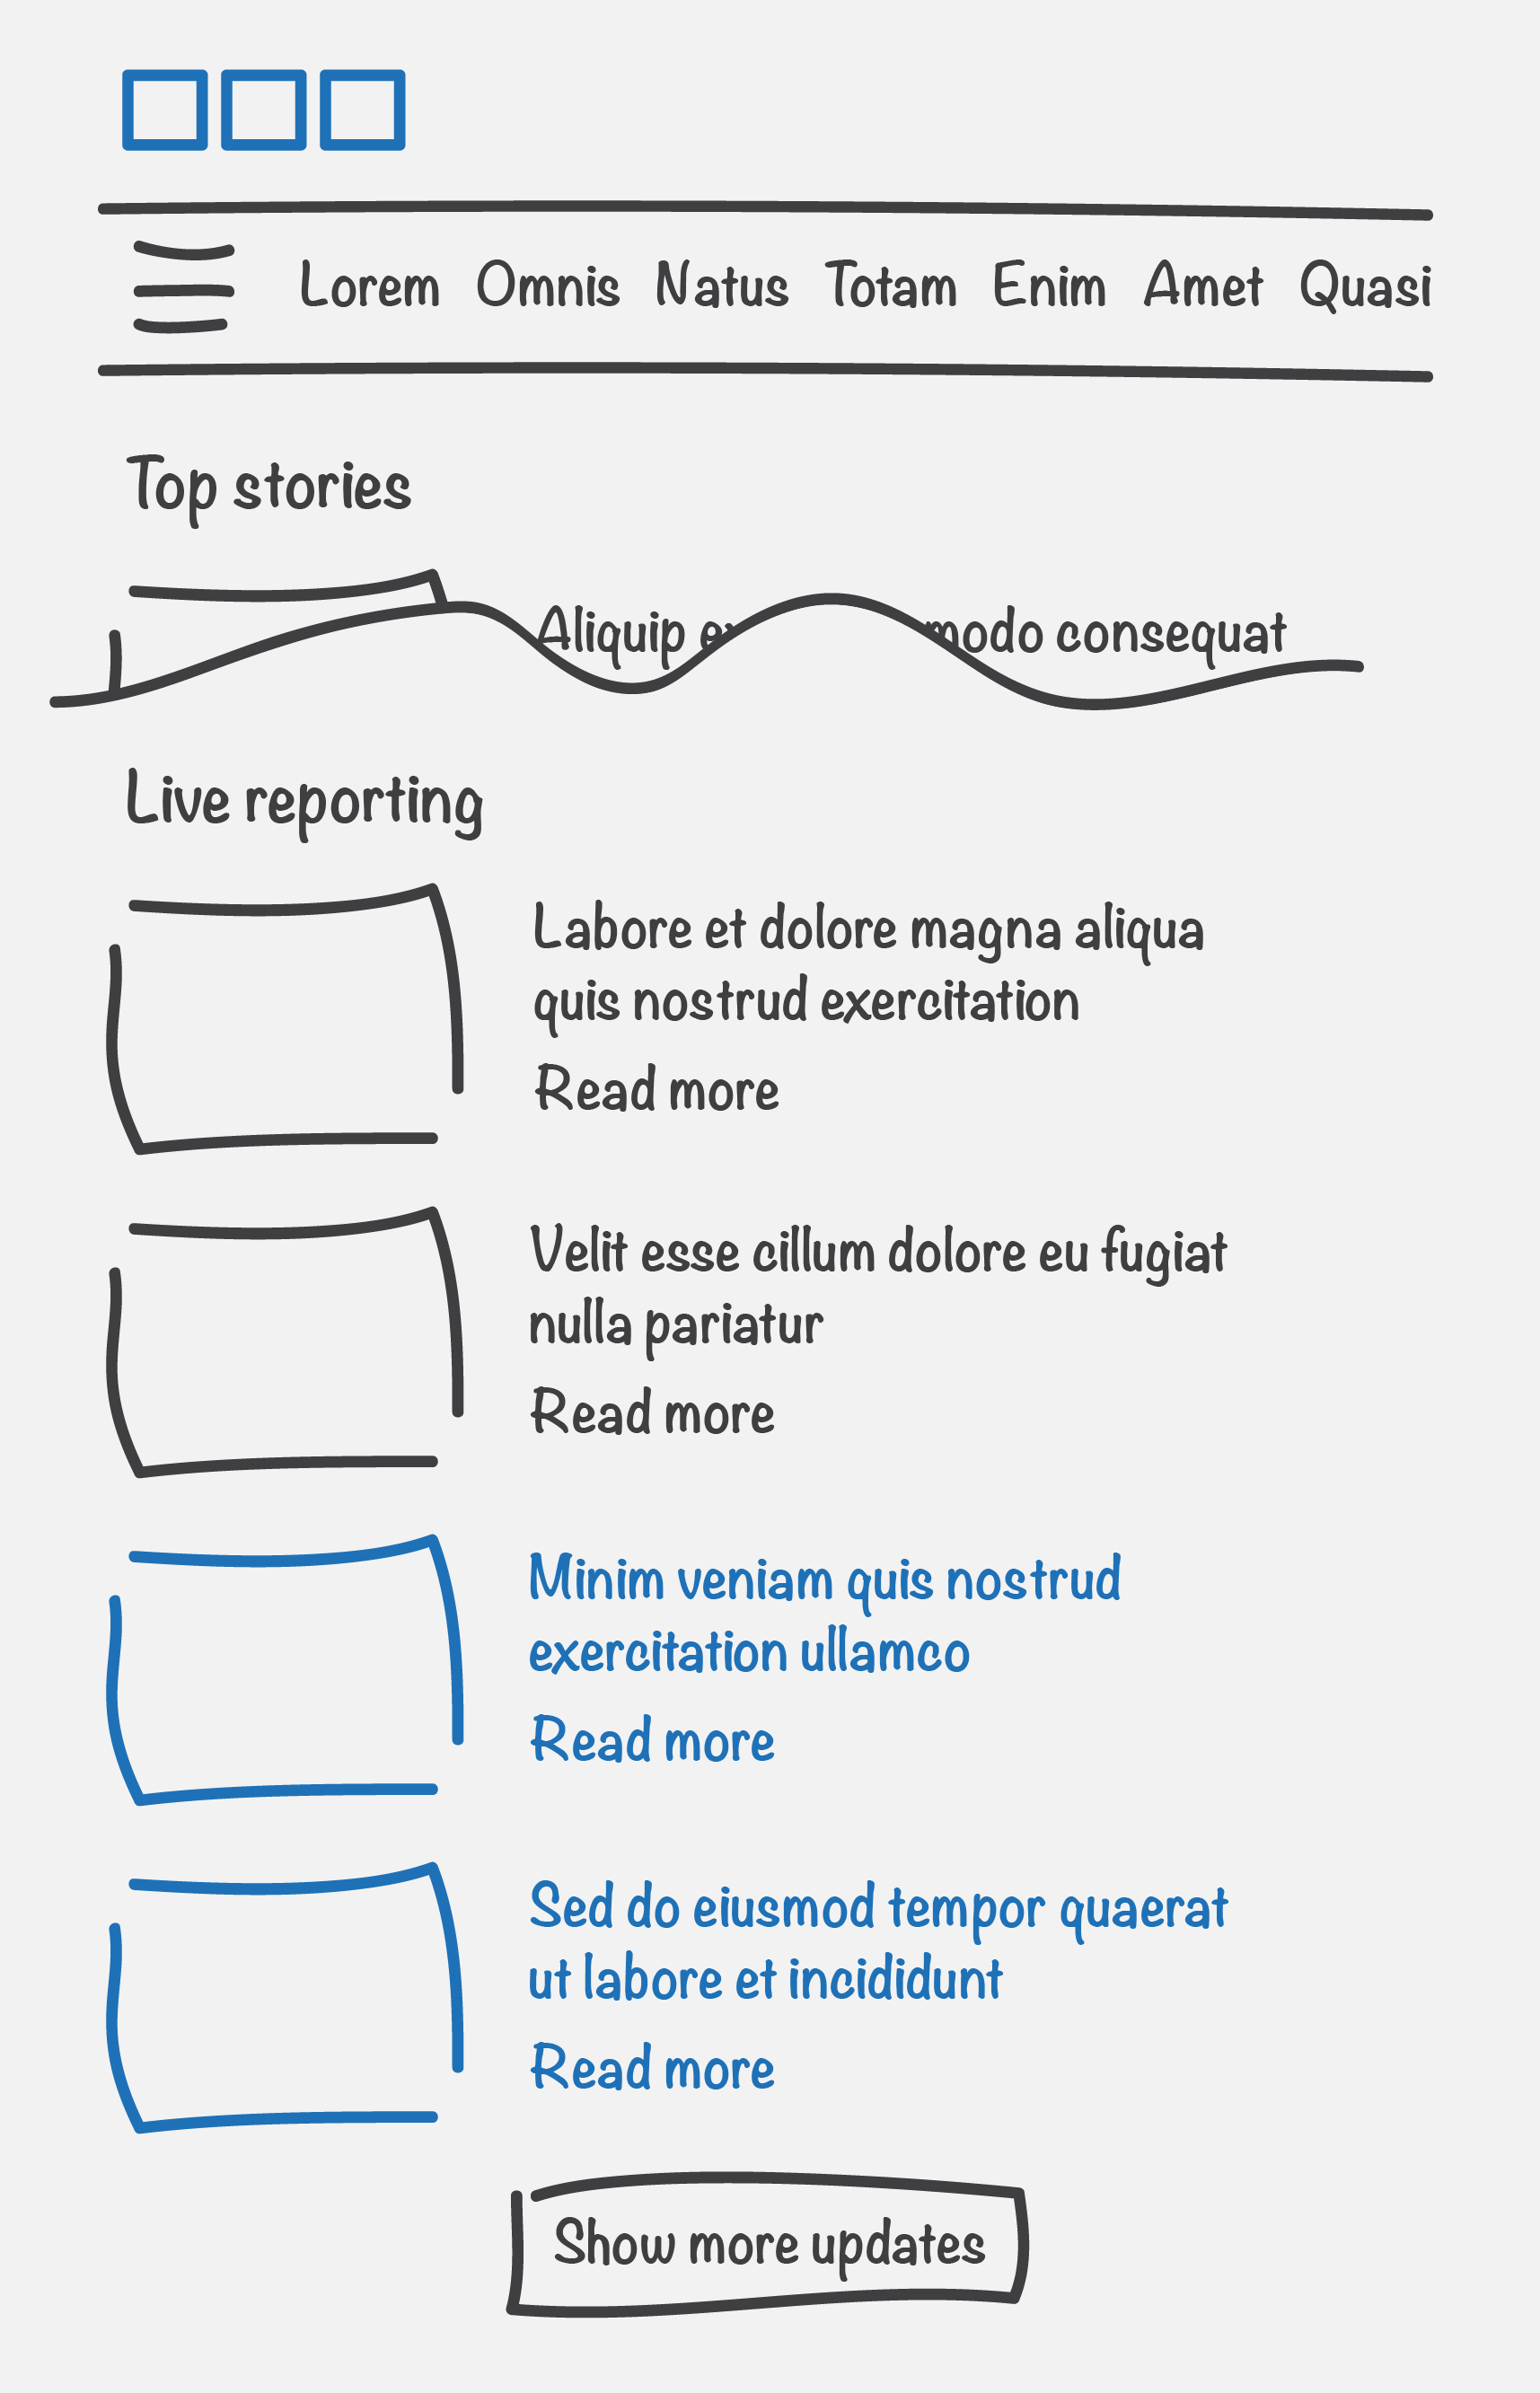 Lorem Omnis Natus Totam Enim Amet Quasi
Top stories
Aliquip consequat
Live reporting
Labore et dolore magna aliqua
quis nostrud exercitation
Read more
Velit esse cillum dolore eu fugiat
nulla pariatur
Read more
Minim veniam quis nostrud
exercitation ullamco
Read more
Sed do eiusmod tempor quaerat
ut labore et incididunt
Read more
Show more updates